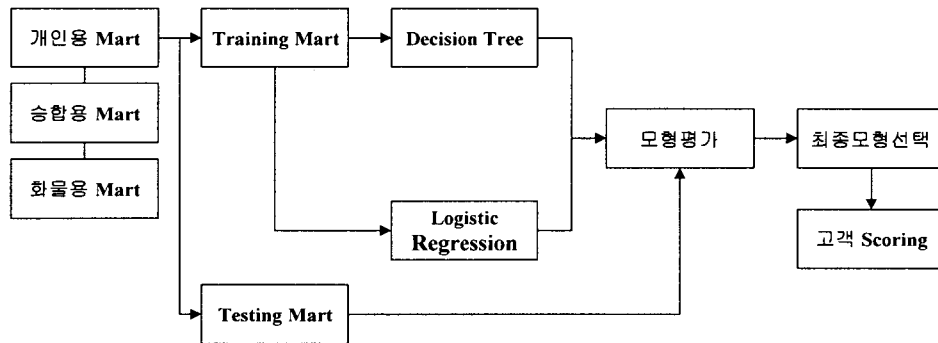 개인용 Mart
Training Mart
Decision Tree
승합용 Mart
화물용 Mart
모형평가
최종모형선택
Logistic
Regression
고객 Scoring
Testing Mart